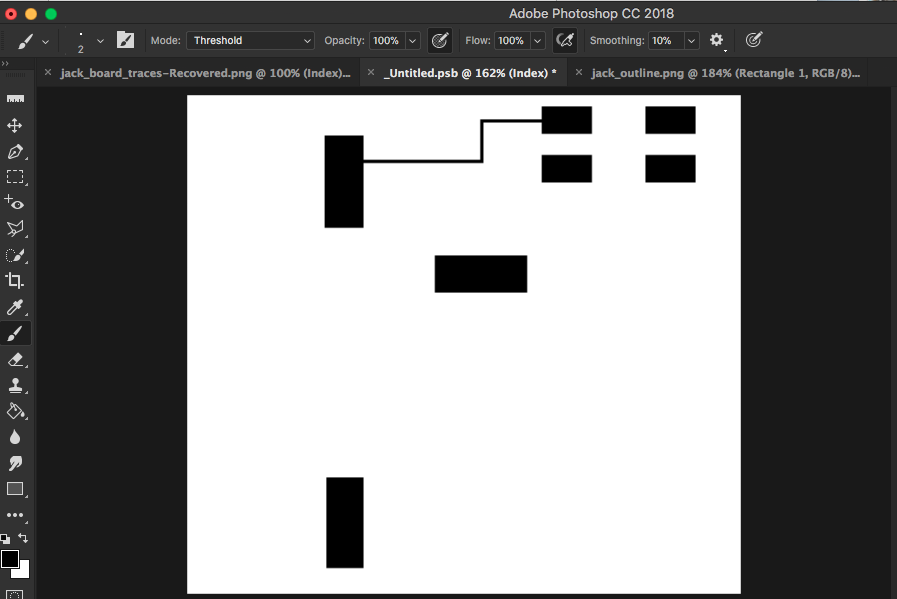 Adobe Photoshop CC 2018
2 Mode: Threshold Opacity: 100% Flow: 100% Smoothing: 10%
jack_board_traces-Recovered.png @ 100% (Index)... _Untitled.psb @ 162% (Index) * jack_outline.png @ 184% (Rectangle 1, RGB/8)...